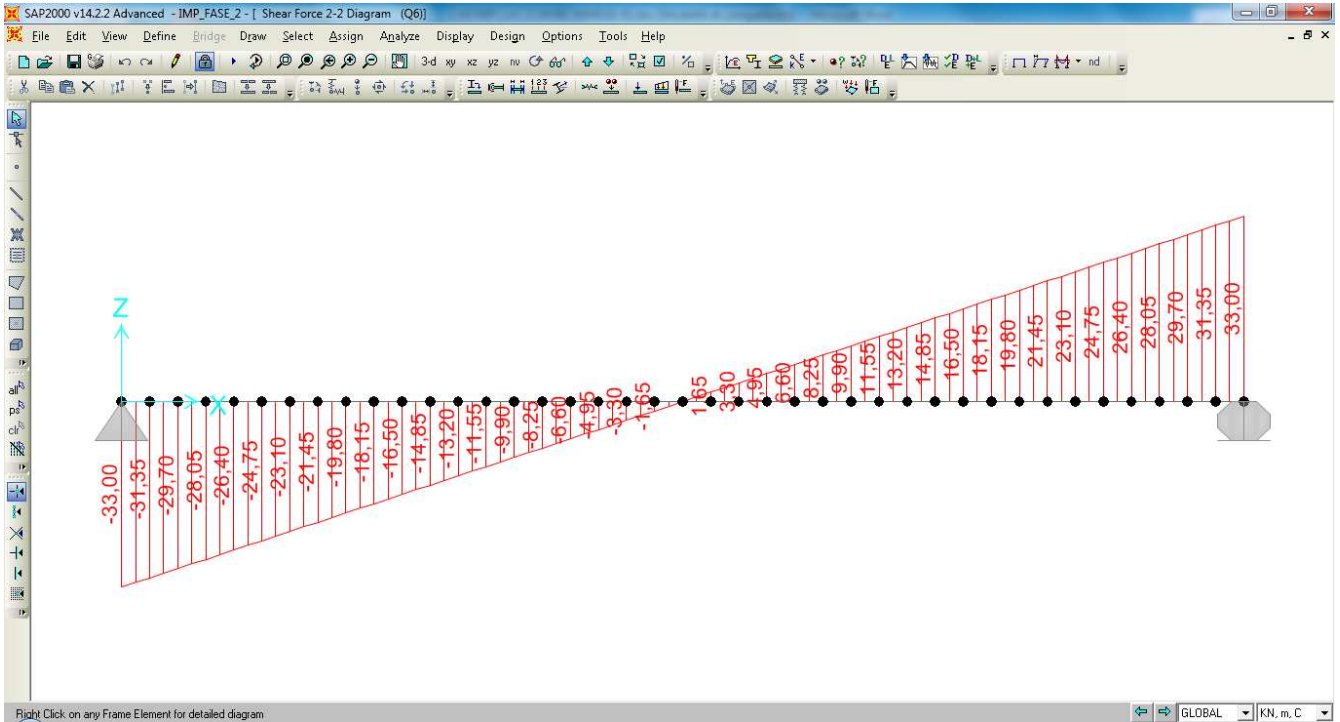 SAP2000 v14.2.2 Advanced - IMP_FASE_2 - [ Shear Force 2-2 Diagram (Q6)]
File Edit View Define Bridge Draw Select Assign Analyze Display Design Options Tools Help
3-d xy xz yz nv nd
all
ps
clr
Z
X
-33,00 -31,35 -29,70 -28,05 -26,40 -24,75 -23,10 -21,45 -19,80 -18,15 -16,50 -14,85 -13,20 -11,55 -9,90 -8,25 -6,60 -4,95 -3,30 -1,65 1,65 3,30 4,95 6,60 8,25 9,90 11,55 13,20 14,85 16,50 18,15 19,80 21,45 23,10 24,75 26,40 28,05 29,70 31,35 33,00
Right Click on any Frame Element for detailed diagram GLOBAL KN, m, C